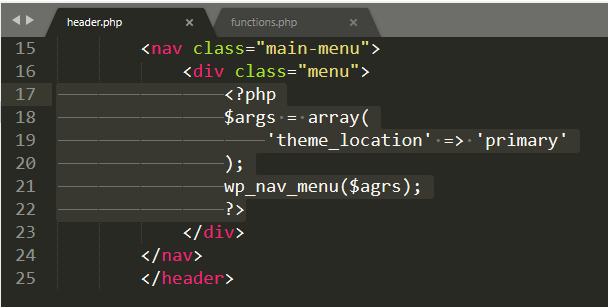 header.php × functions.php ×
15 <nav class="main-menu">
16 <div class="menu">
17 <?php
18 $args = array(
19 'theme_location' => 'primary'
20 );
21 wp_nav_menu($agrs);
22 ?>
23 </div>
24 </nav>
25 </header>